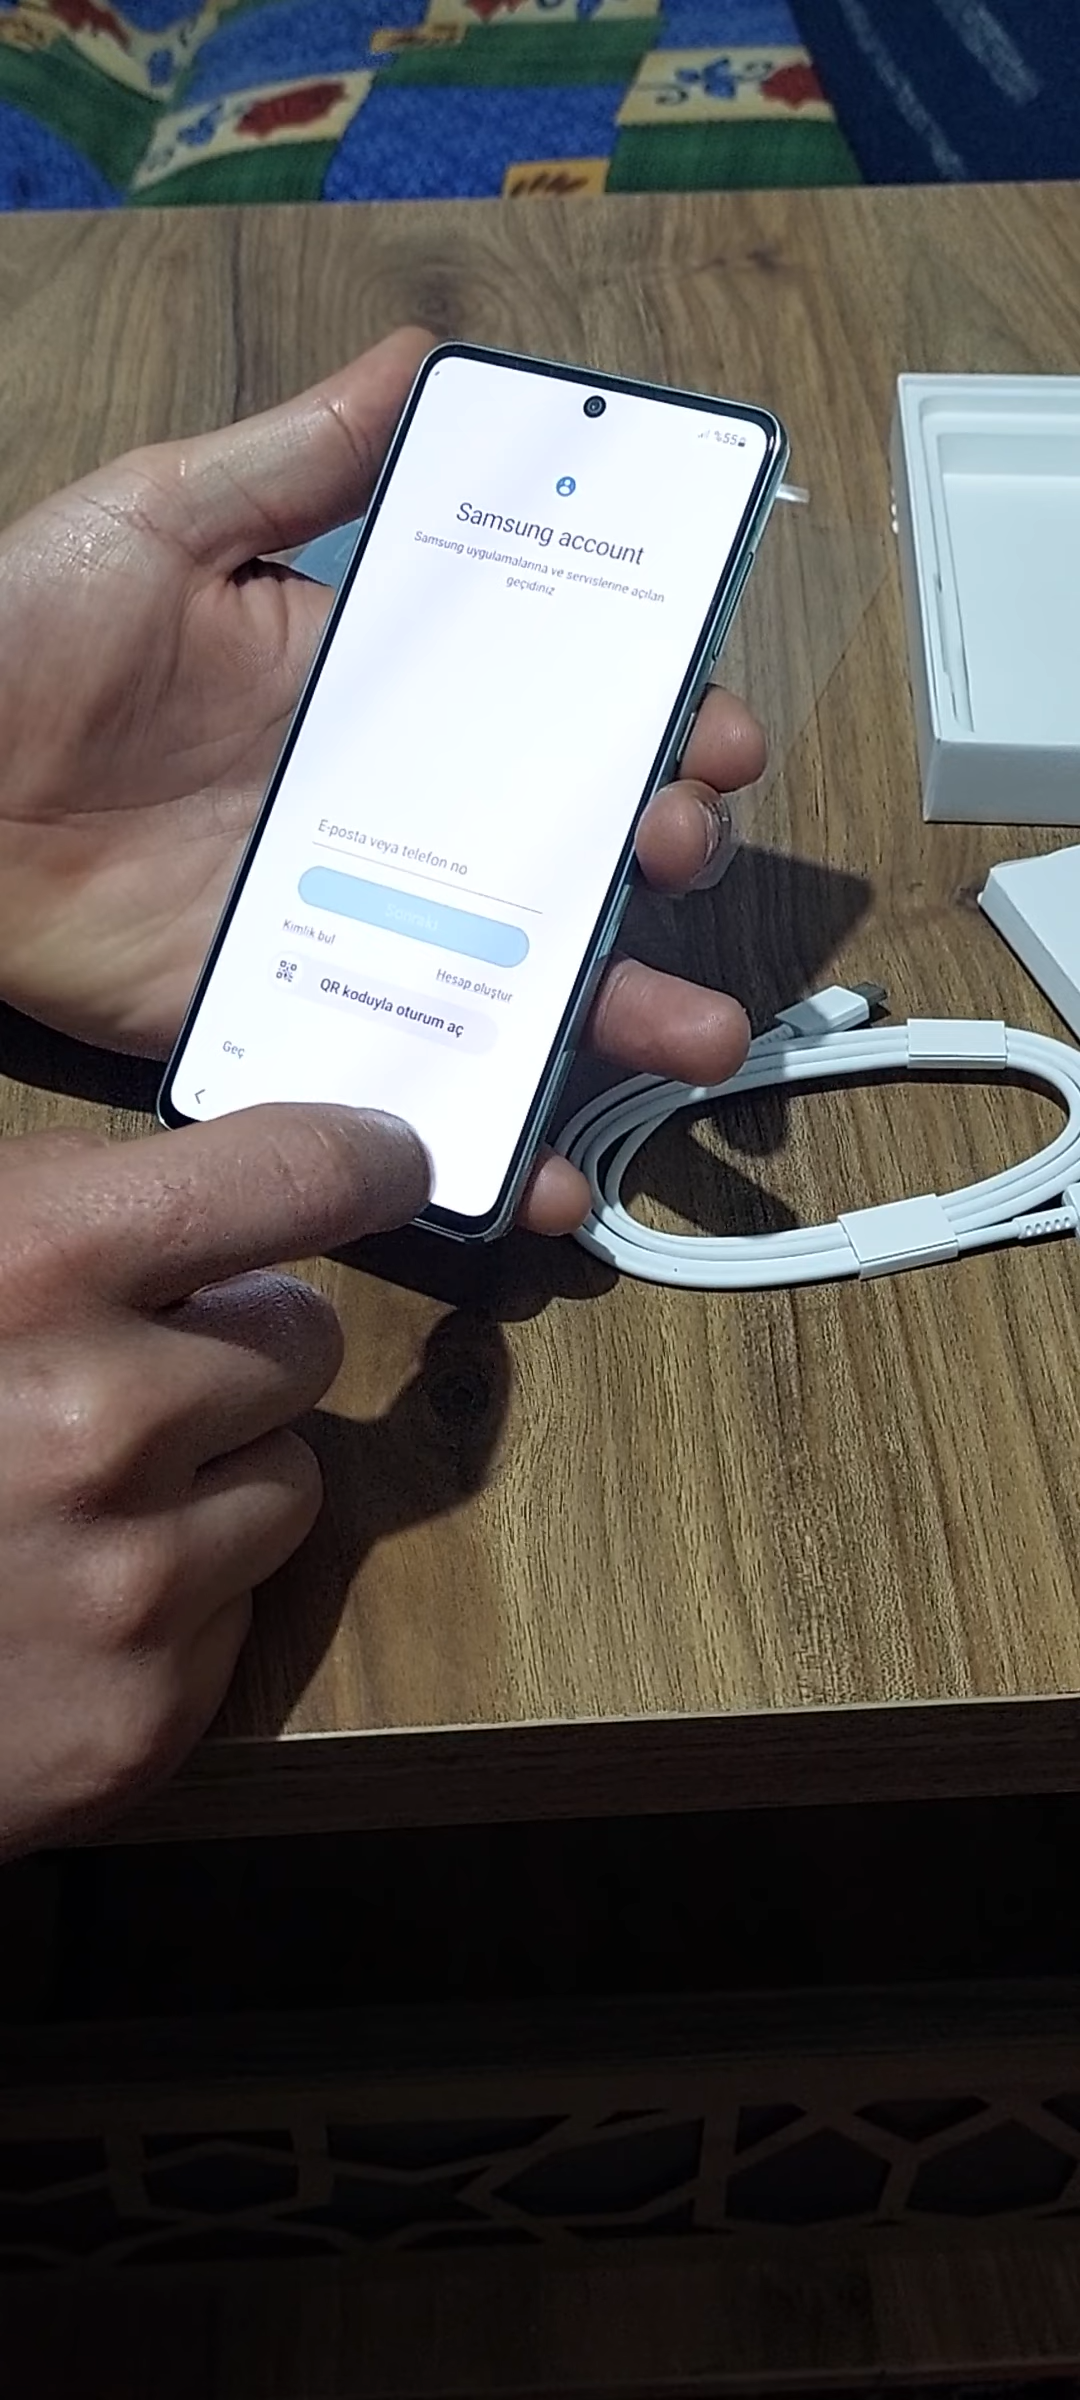 %55
Samsung account
Samsung uygulamalarına ve servislerine açılan
geçidiniz
E-posta veya telefon no
Sonraki
Kimlik bul
Hesap oluştur
QR koduyla oturum aç
Geç